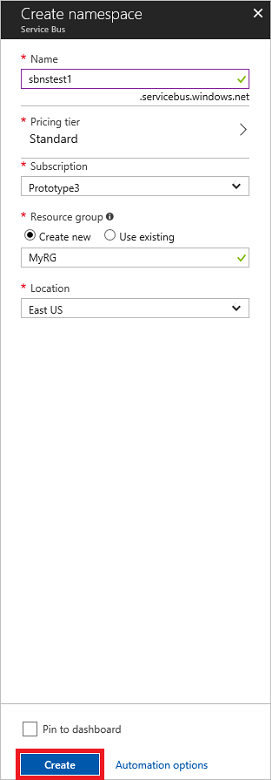 Create namespace
Service Bus
* Name
sbnstest1
.servicebus.windows.net
* Pricing tier
Standard
* Subscription
Prototype3
* Resource group
Create new Use existing
MyRG
* Location
East US
Pin to dashboard
Create Automation options